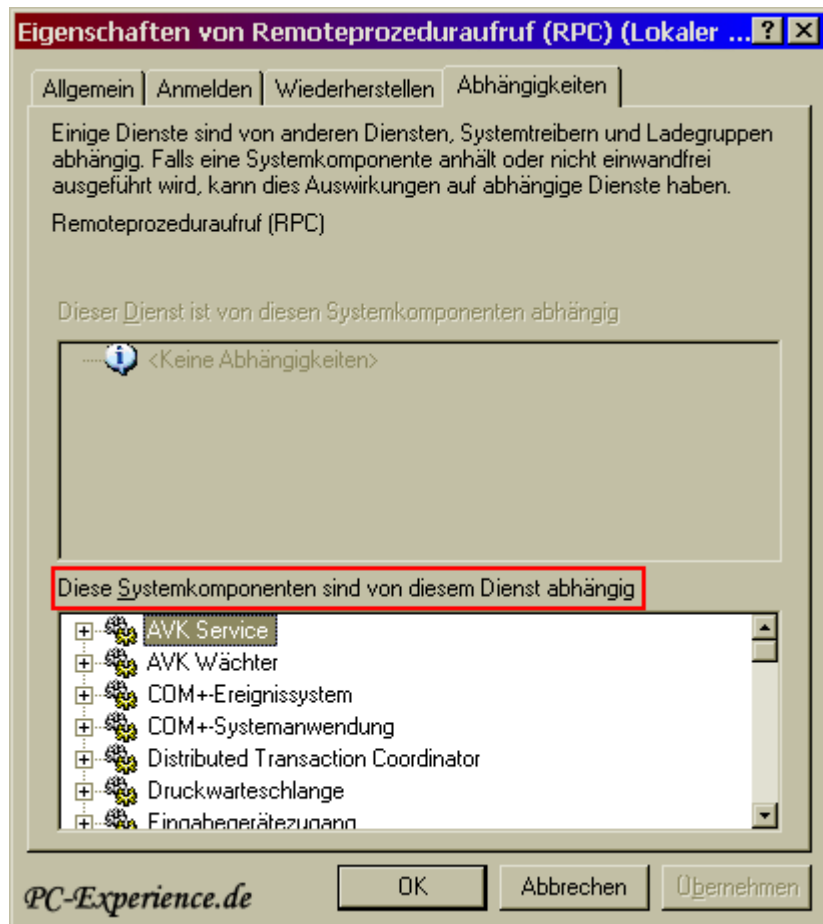 Eigenschaften von Remoteprozeduraufruf (RPC) (Lokaler ...
Allgemein Anmelden Wiederherstellen Abhängigkeiten
Einige Dienste sind von anderen Diensten, Systemtreibern und Ladegruppen
abhängig. Falls eine Systemkomponente anhält oder nicht einwandfrei
ausgeführt wird, kann dies Auswirkungen auf abhängige Dienste haben.
Remoteprozeduraufruf (RPC)
Dieser Dienst ist von diesen Systemkomponenten abhängig
<Keine Abhängigkeiten>
Diese Systemkomponenten sind von diesem Dienst abhängig
AVK Service
AVK Wächter
COM+-Ereignissystem
COM+-Systemanwendung
Distributed Transaction Coordinator
Druckwarteschlange
Eingabegerätezugang
PC-Experience.de
OK Abbrechen Übernehmen